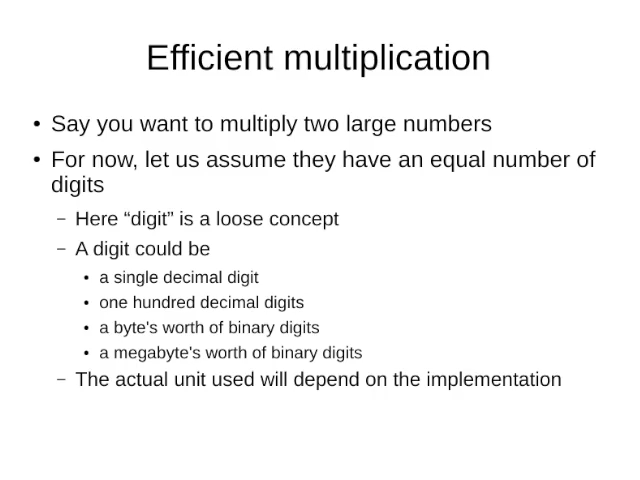 Efficient multiplication
• Say you want to multiply two large numbers
• For now, let us assume they have an equal number of
digits
– Here “digit” is a loose concept
– A digit could be
• a single decimal digit
• one hundred decimal digits
• a byte's worth of binary digits
• a megabyte's worth of binary digits
– The actual unit used will depend on the implementation